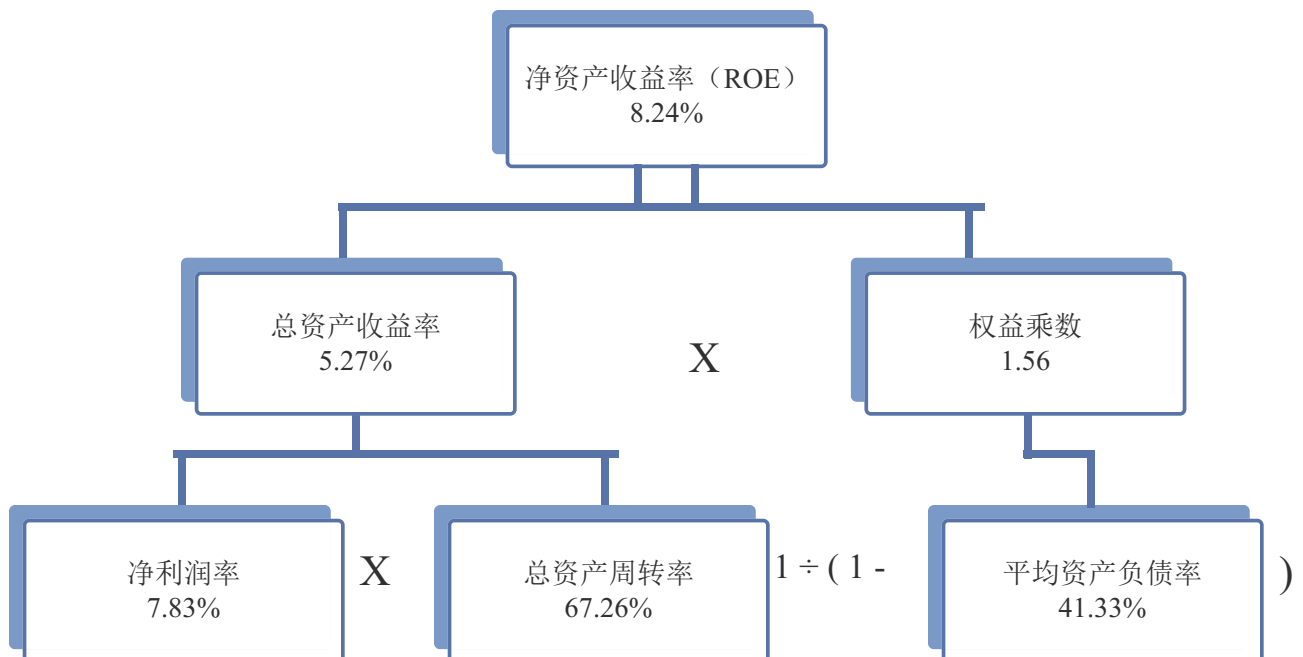 净资产收益率（ROE）
8.24%
总资产收益率
5.27%
X
权益乘数
1.56
净利润率
7.83%
X
总资产周转率
67.26%
1 ÷ ( 1 -
平均资产负债率
41.33%
)